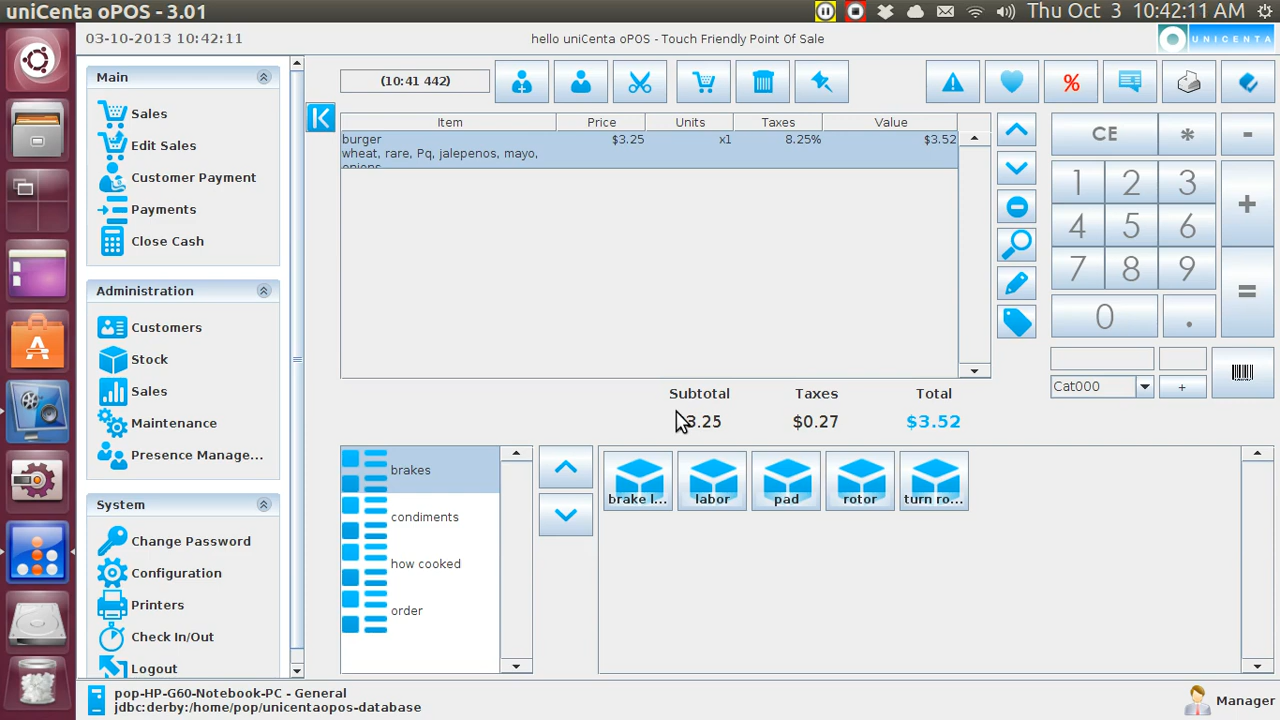 uniCenta oPOS - 3.01
Thu Oct 3 10:42:11 AM
03-10-2013 10:42:11
hello uniCenta oPOS - Touch Friendly Point Of Sale
UNICENTA
Main
Sales
Edit Sales
Customer Payment
Payments
Close Cash
Administration
Customers
Stock
Sales
Maintenance
Presence Manage...
System
Change Password
Configuration
Printers
Check In/Out
Logout
(10:41 442)
%
Item Price Units Taxes Value
burger $3.25 x1 8.25% $3.52
wheat, rare, Pq, jalepenos, mayo,
onions
CE * -
1 2 3 +
4 5 6
7 8 9 =
0 .
Cat000 +
Subtotal Taxes Total
3.25 $0.27 $3.52
brakes
condiments
how cooked
order
brake l... labor pad rotor turn ro...
pop-HP-G60-Notebook-PC - General
jdbc:derby:/home/pop/unicentaopos-database
Manager